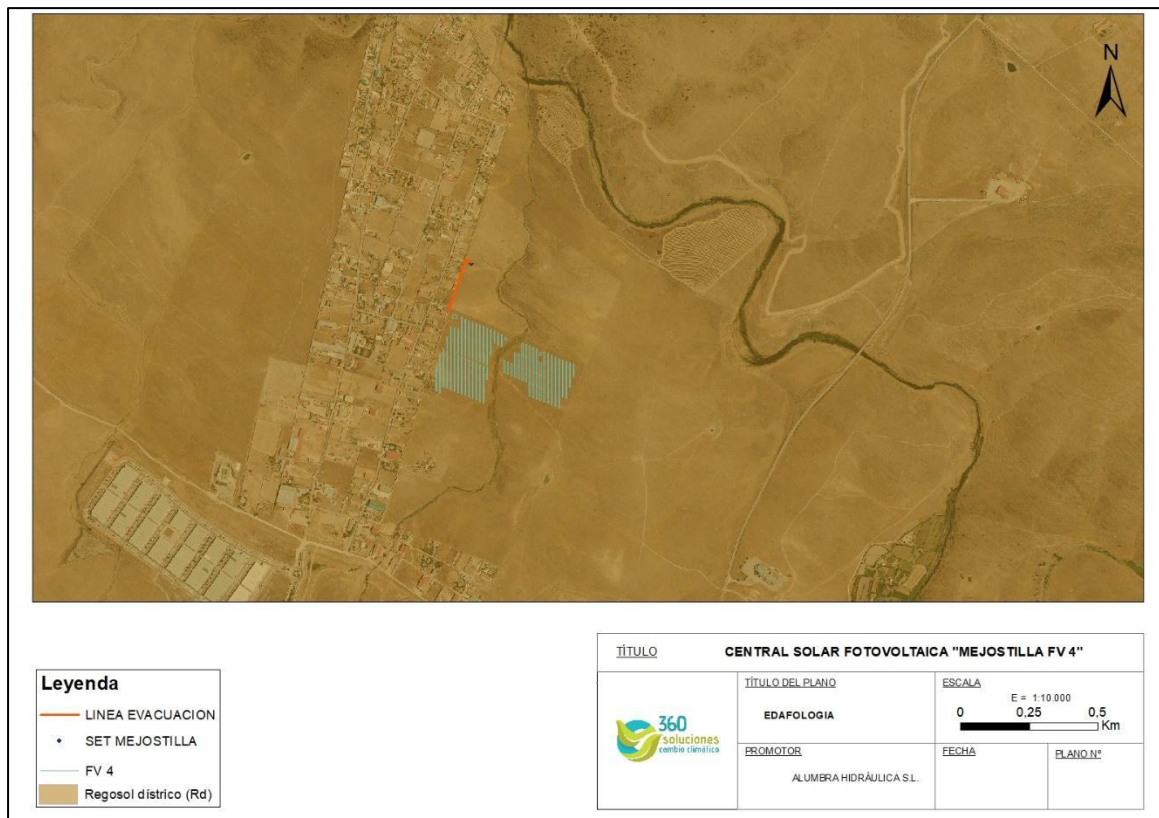 N
Leyenda
LINEA EVACUACION
SET MEJOSTILLA
FV 4
Regosol dístrico (Rd)
TÍTULO
CENTRAL SOLAR FOTOVOLTAICA "MEJOSTILLA FV 4"
360
soluciones
cambio climático
TÍTULO DEL PLANO
EDAFOLOGIA
ESCALA
E = 1:10.000
0 0,25 0,5
Km
PROMOTOR
ALUMBRA HIDRÁULICA S.L.
FECHA
PLANO Nº